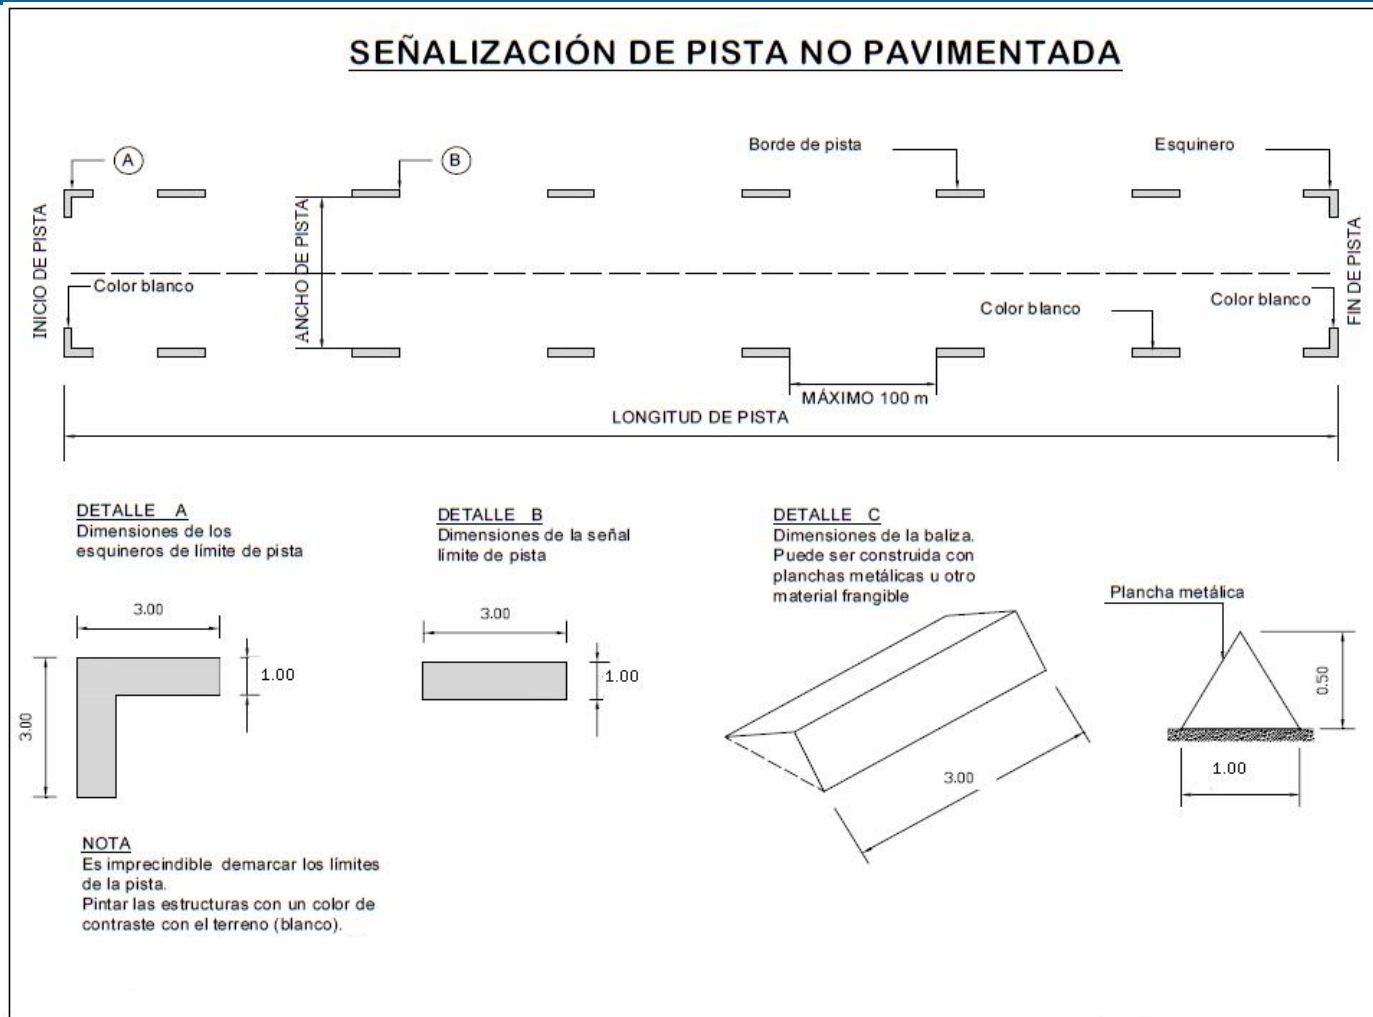 SEÑALIZACIÓN DE PISTA NO PAVIMENTADA
A
B
Borde de pista
Esquinero
INICIO DE PISTA
ANCHO DE PISTA
FIN DE PISTA
Color blanco
Color blanco
Color blanco
MÁXIMO 100 m
LONGITUD DE PISTA
DETALLE A
Dimensiones de los
esquineros de límite de pista
3.00
1.00
3.00
DETALLE B
Dimensiones de la señal
límite de pista
3.00
1.00
DETALLE C
Dimensiones de la baliza.
Puede ser construida con
planchas metálicas u otro
material frangible
3.00
Plancha metálica
0.50
1.00
NOTA
Es imprecindible demarcar los límites
de la pista.
Pintar las estructuras con un color de
contraste con el terreno (blanco).